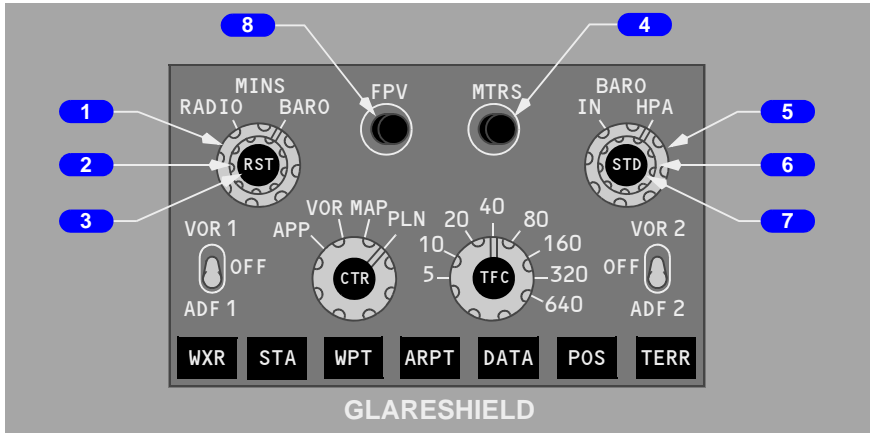 8 4
MINS FPV MTRS BARO
RADIO BARO IN HPA
1 5
2 RST STD 6
3 7
VOR 1 VOR MAP 40 VOR 2
APP PLN 20 80
OFF 10 160 OFF
CTR 5 TFC 320
ADF 1 640 ADF 2
WXR STA WPT ARPT DATA POS TERR
GLARESHIELD